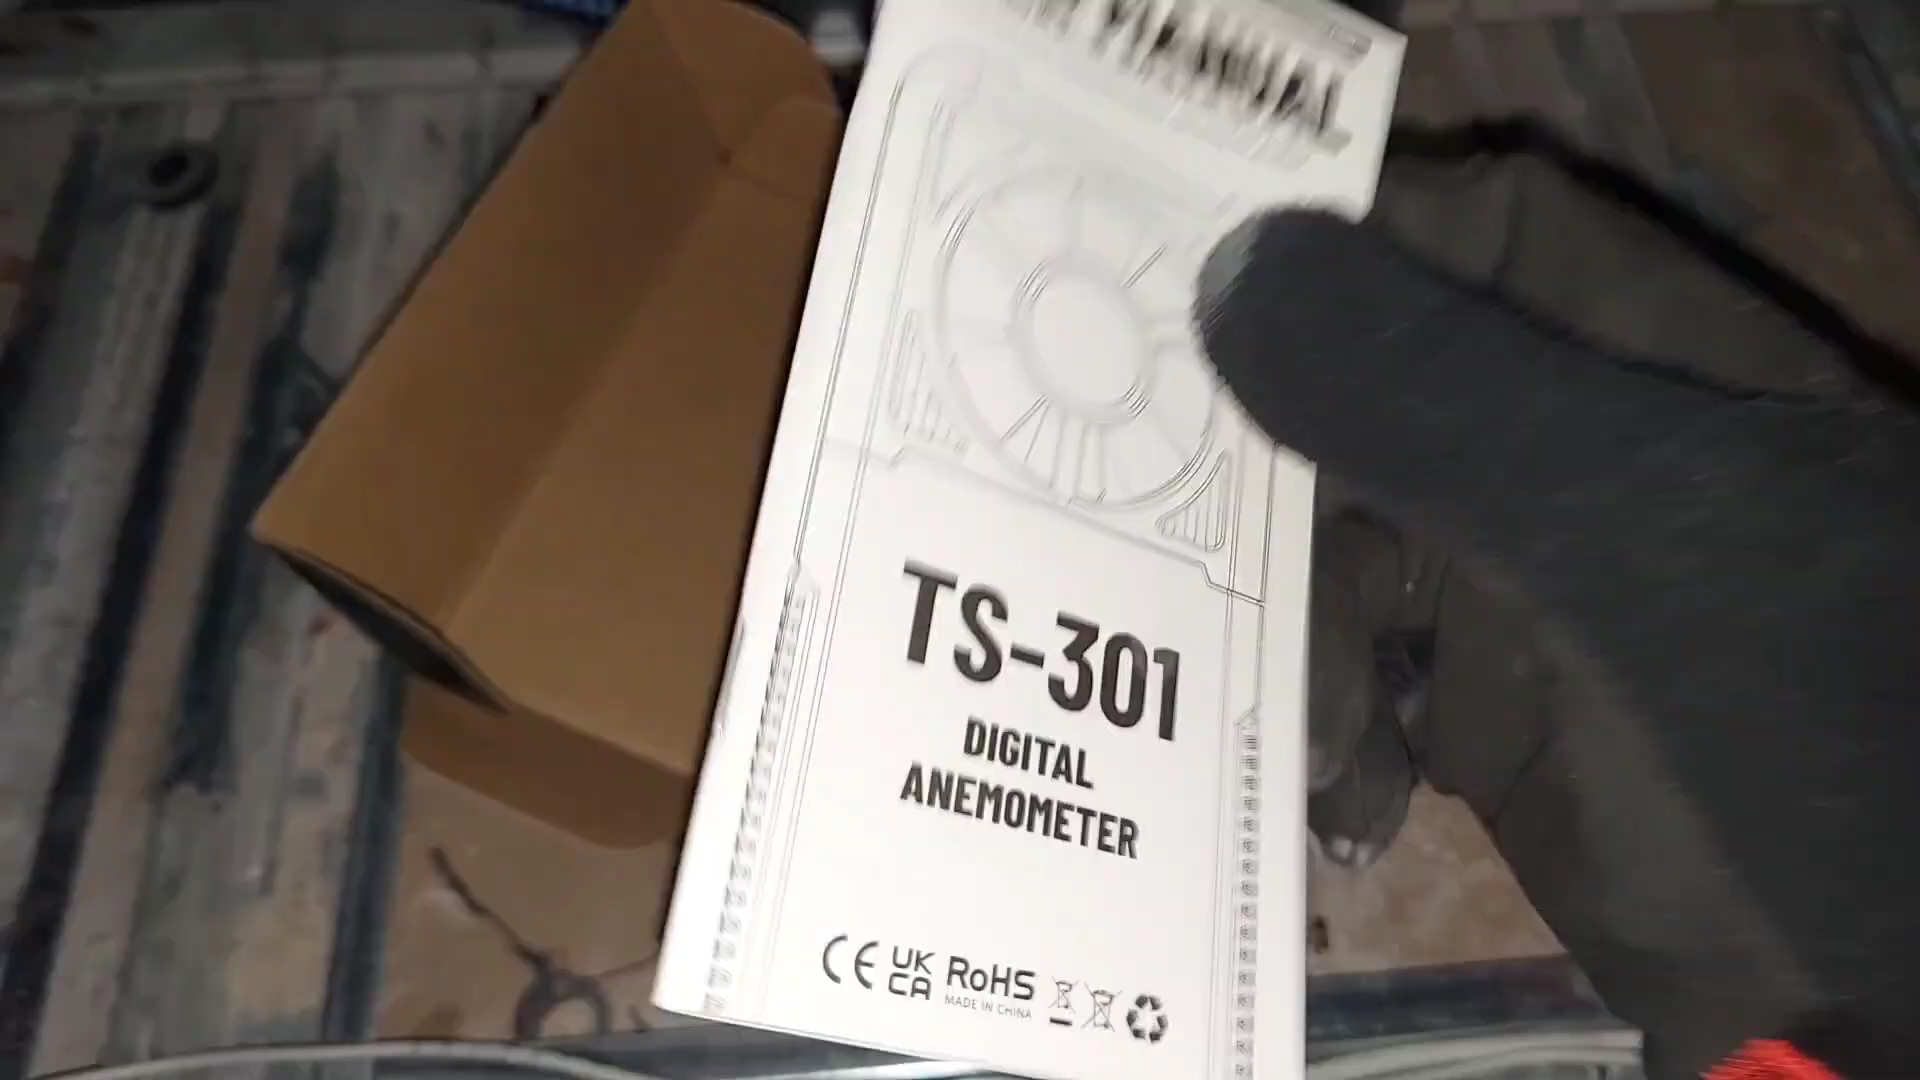 MANUAL
TS-301
DIGITAL
ANEMOMETER
CE UK CA RoHS
MADE IN CHINA